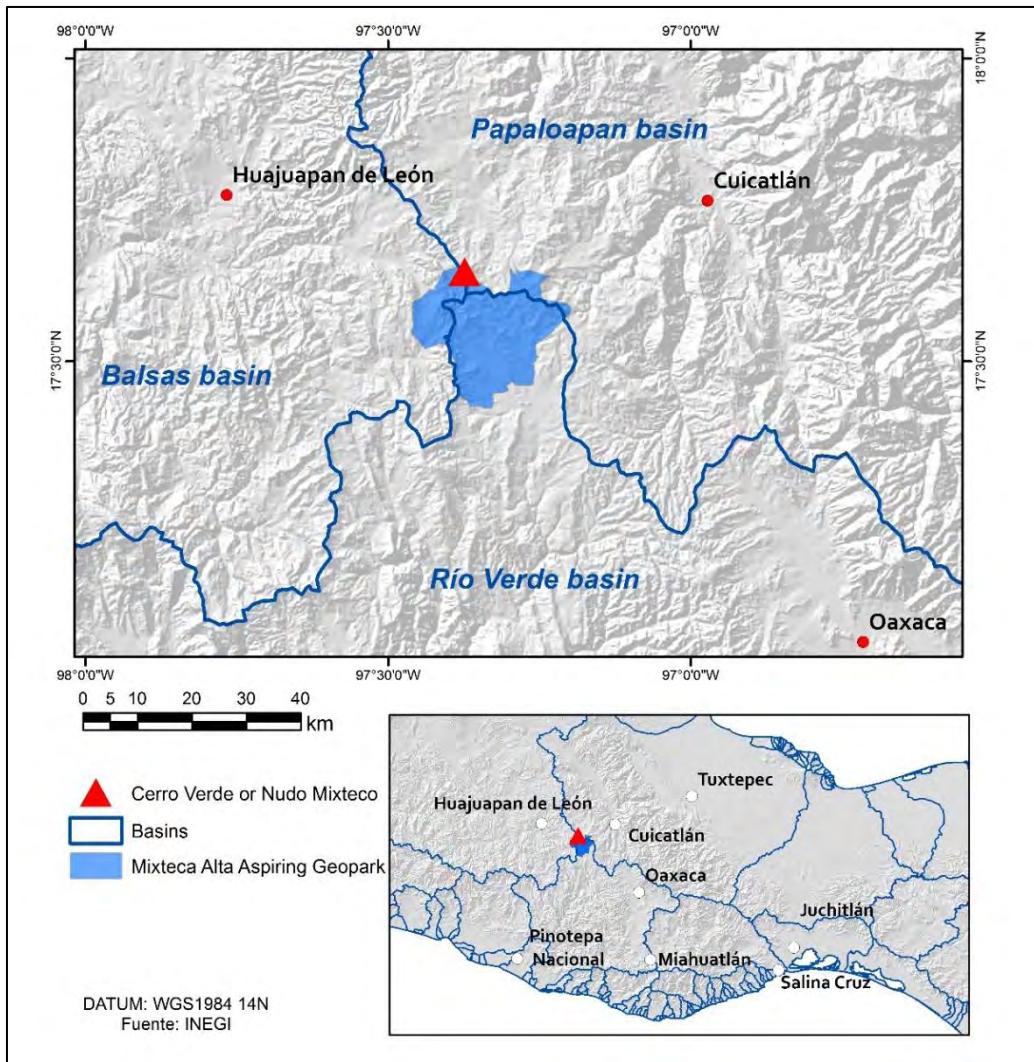 98°0'0"W 97°30'0"W 97°0'0"W
18°0'0"N
Papaloapan basin
Huajuapan de León
Cuicatlán
17°30'0"N 17°30'0"N
Balsas basin
Río Verde basin
Oaxaca
98°0'0"W 97°30'0"W 97°0'0"W
0 5 10 20 30 40
km
Cerro Verde or Nudo Mixteco
Basins
Mixteca Alta Aspiring Geopark
DATUM: WGS1984 14N
Fuente: INEGI
Tuxtepec
Huajuapan de León
Cuicatlán
Oaxaca
Juchitlán
Pinotepa
Nacional
Miahuatlán
Salina Cruz